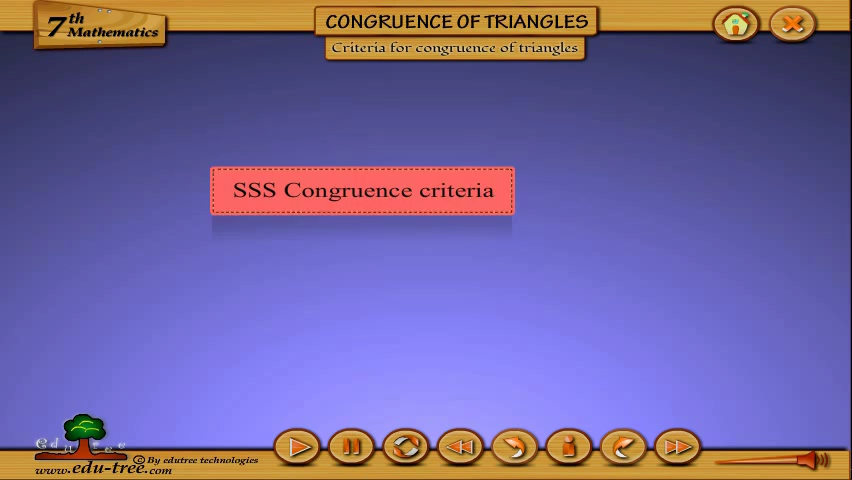 7th
Mathematics
CONGRUENCE OF TRIANGLES
Criteria for congruence of triangles
SSS Congruence criteria
edutree
© By edutree technologies
www.edu-tree.com